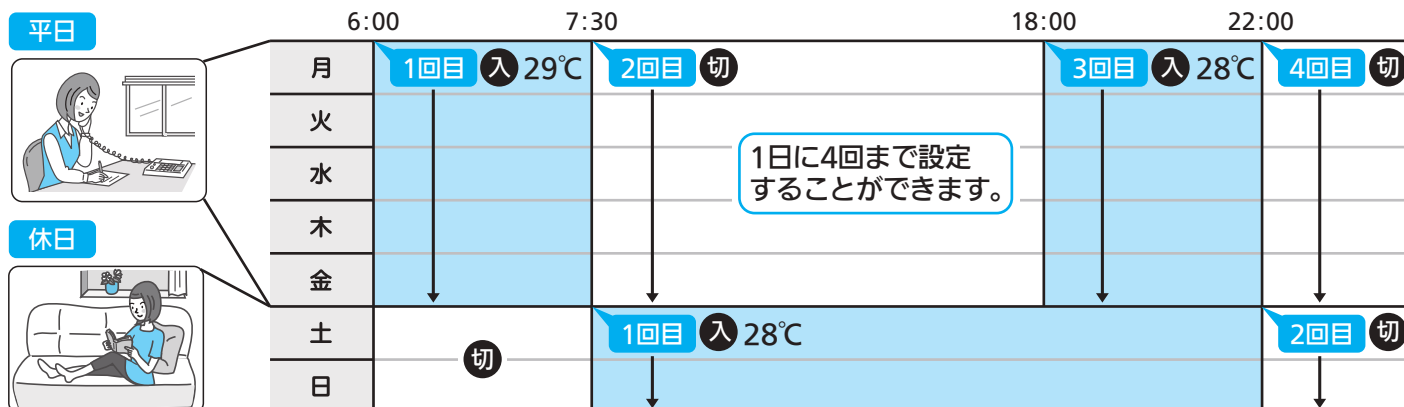 平日
6:00 7:30 18:00 22:00
月 1回目 入 29℃ 2回目 切 3回目 入 28℃ 4回目 切
火
水
木
金
1日に4回まで設定
することができます。
休日
土 1回目 入 28℃ 2回目 切
切
日